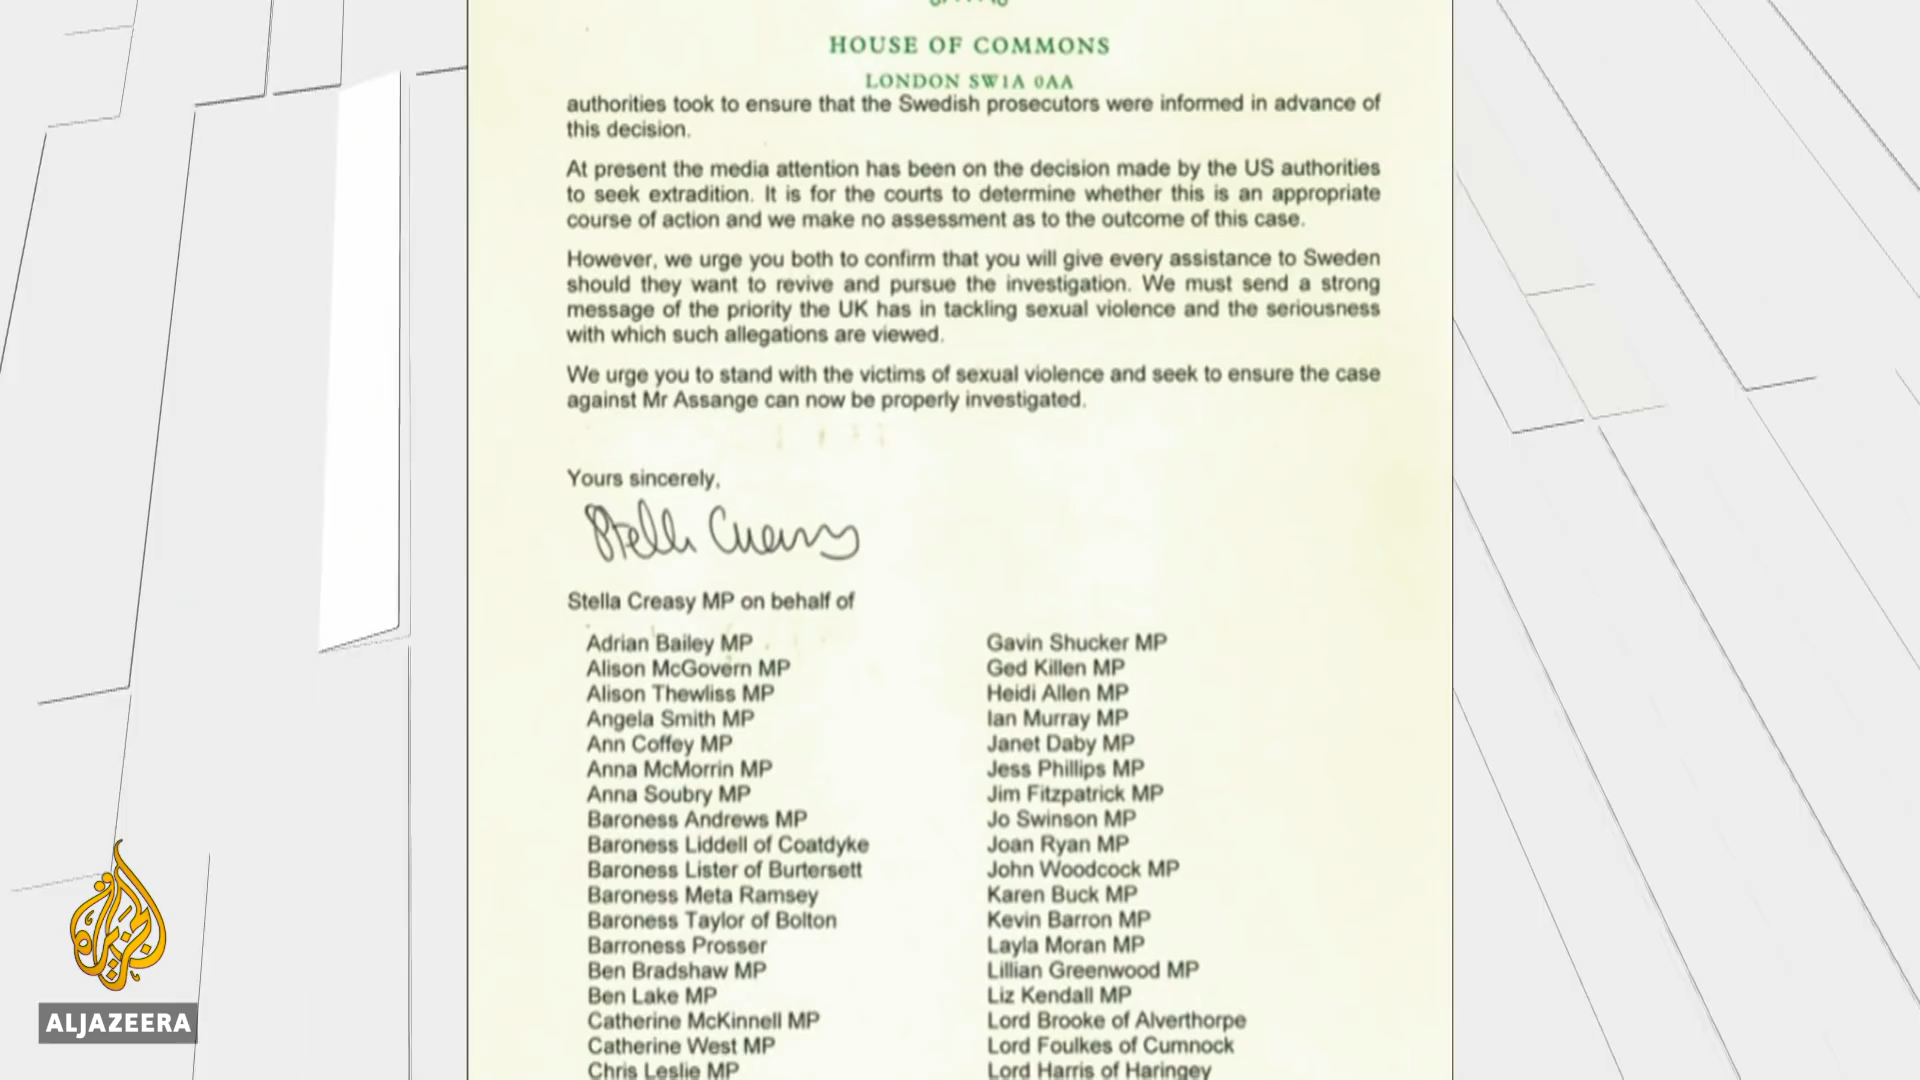 HOUSE OF COMMONS
LONDON SW1A 0AA
authorities took to ensure that the Swedish prosecutors were informed in advance of
this decision.
At present the media attention has been on the decision made by the US authorities
to seek extradition. It is for the courts to determine whether this is an appropriate
course of action and we make no assessment as to the outcome of this case.
However, we urge you both to confirm that you will give every assistance to Sweden
should they want to revive and pursue the investigation. We must send a strong
message of the priority the UK has in tackling sexual violence and the seriousness
with which such allegations are viewed.
We urge you to stand with the victims of sexual violence and seek to ensure the case
against Mr Assange can now be properly investigated.
Yours sincerely,
Stella Creasy
Stella Creasy MP on behalf of
Adrian Bailey MP
Alison McGovern MP
Alison Thewliss MP
Angela Smith MP
Ann Coffey MP
Anna McMorrin MP
Anna Soubry MP
Baroness Andrews MP
Baroness Liddell of Coatdyke
Baroness Lister of Burtersett
Baroness Meta Ramsey
Baroness Taylor of Bolton
Barroness Prosser
Ben Bradshaw MP
Ben Lake MP
Catherine McKinnell MP
Catherine West MP
Chris Leslie MP
Gavin Shucker MP
Ged Killen MP
Heidi Allen MP
Ian Murray MP
Janet Daby MP
Jess Phillips MP
Jim Fitzpatrick MP
Jo Swinson MP
Joan Ryan MP
John Woodcock MP
Karen Buck MP
Kevin Barron MP
Layla Moran MP
Lillian Greenwood MP
Liz Kendall MP
Lord Brooke of Alverthorpe
Lord Foulkes of Cumnock
Lord Harris of Haringey
الجزيرة
ALJAZEERA